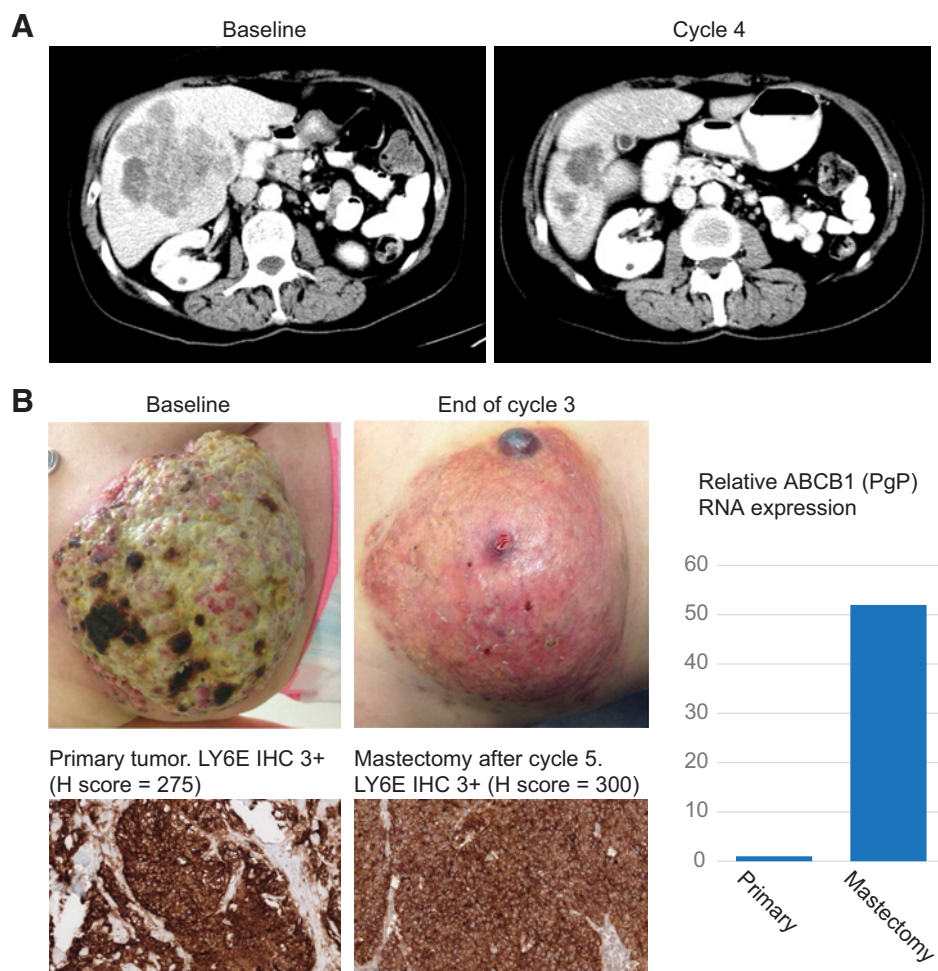 A
Baseline
Cycle 4
B
Baseline
End of cycle 3
Relative ABCB1 (PgP)
RNA expression
60
50
40
30
20
10
0
Primary
Mastectomy
Primary tumor. LY6E IHC 3+
(H score = 275)
Mastectomy after cycle 5.
LY6E IHC 3+ (H score = 300)